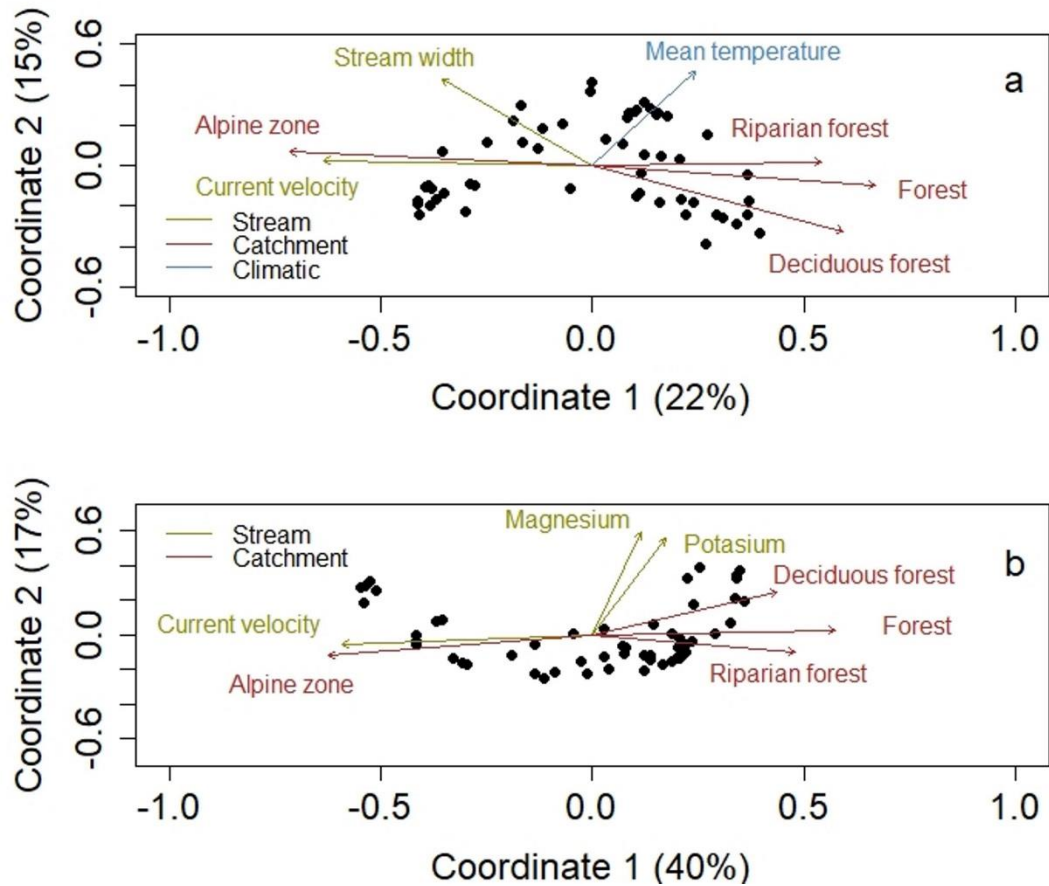 Coordinate 2 (15%)
0.6
0.0
-0.6
a
Stream width
Mean temperature
Alpine zone
Riparian forest
Current velocity
Forest
Stream
Catchment
Climatic
Deciduous forest
-1.0 -0.5 0.0 0.5 1.0
Coordinate 1 (22%)
Coordinate 2 (17%)
0.6
0.0
-0.6
b
Stream
Catchment
Magnesium
Potasium
Deciduous forest
Current velocity
Forest
Alpine zone
Riparian forest
-1.0 -0.5 0.0 0.5 1.0
Coordinate 1 (40%)